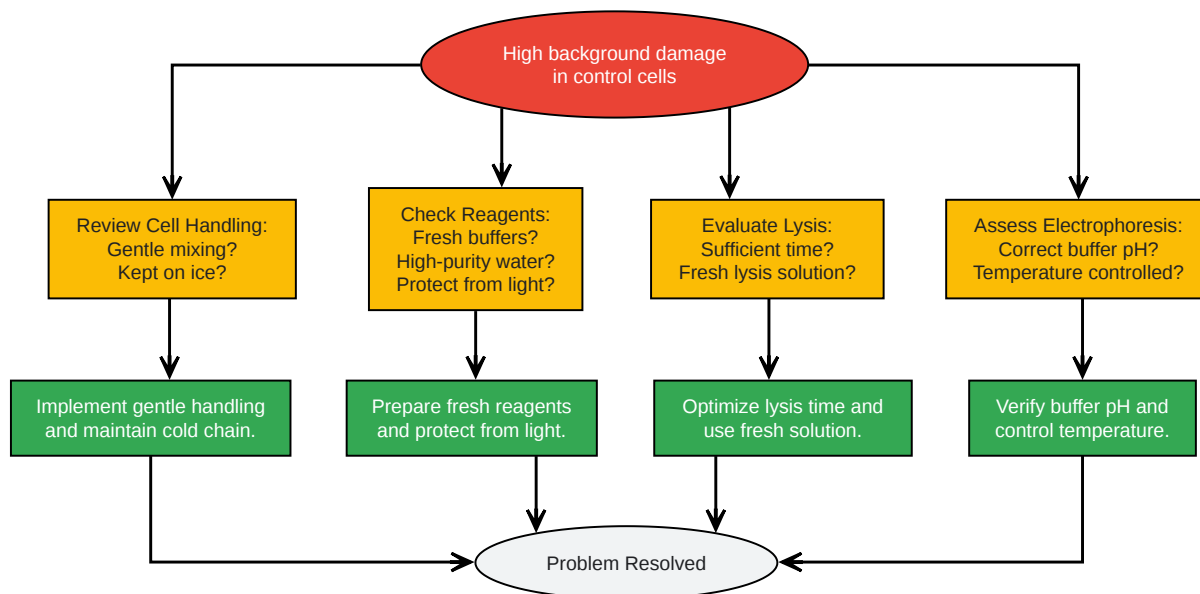 High background damage
in control cells
Review Cell Handling:
Gentle mixing?
Kept on ice?
Check Reagents:
Fresh buffers?
High-purity water?
Protect from light?
Evaluate Lysis:
Sufficient time?
Fresh lysis solution?
Assess Electrophoresis:
Correct buffer pH?
Temperature controlled?
Implement gentle handling
and maintain cold chain.
Prepare fresh reagents
and protect from light.
Optimize lysis time and
use fresh solution.
Verify buffer pH and
control temperature.
Problem Resolved